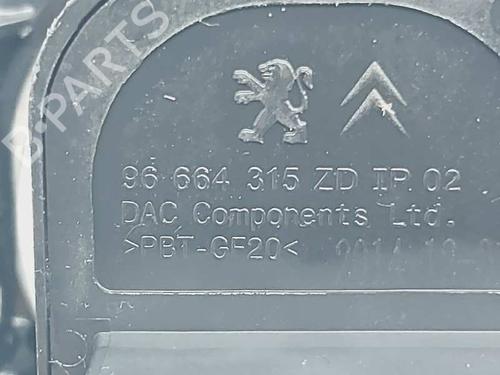 B-PARTS
96 664 315 ZD IP 02
DAC Components Ltd.
>PBT-GF20<